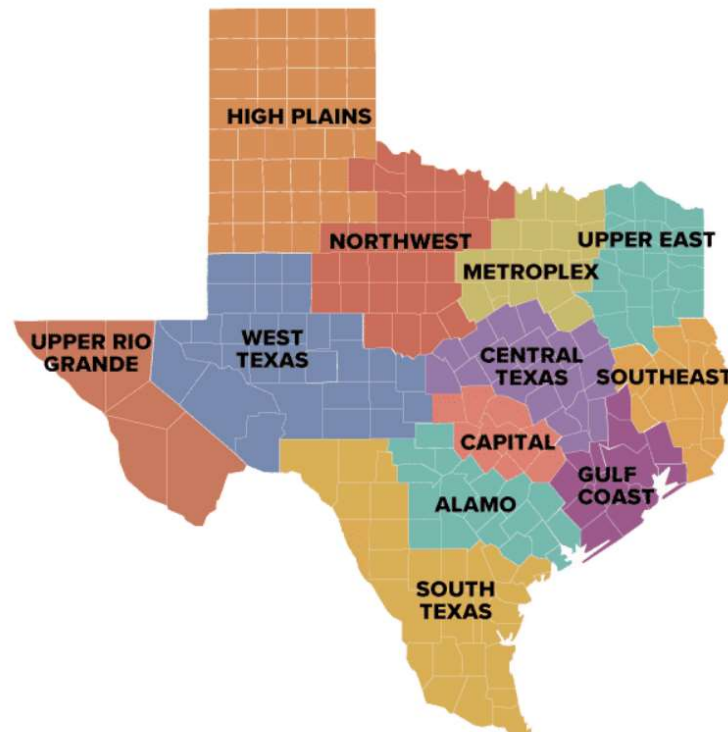 HIGH PLAINS
NORTHWEST
UPPER EAST
METROPLEX
UPPER RIO
GRANDE
WEST
TEXAS
CENTRAL
TEXAS
SOUTHEAST
CAPITAL
GULF
COAST
ALAMO
SOUTH
TEXAS